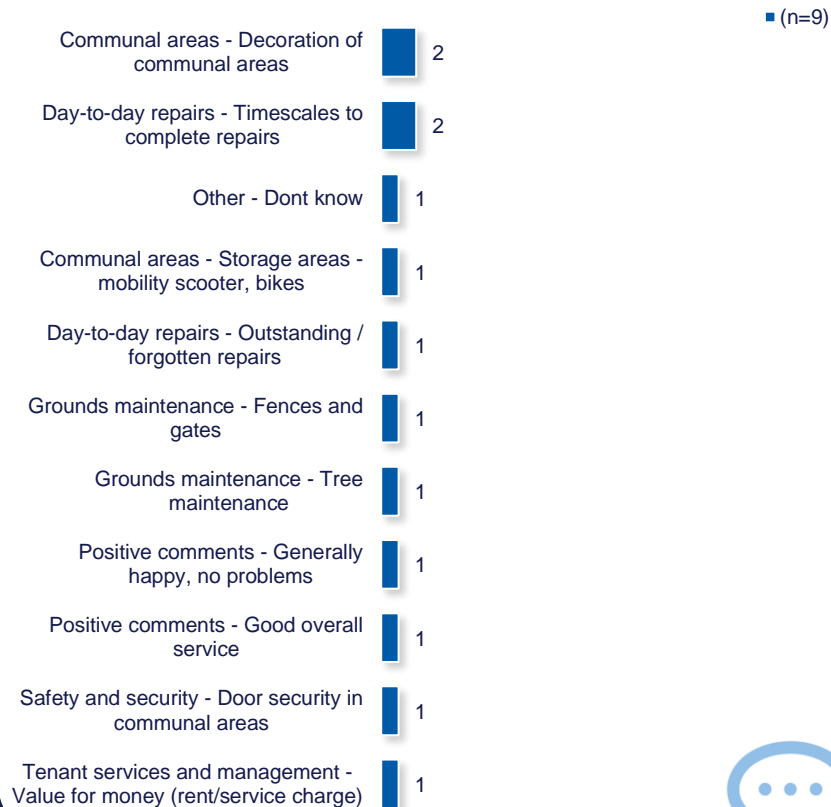 (n=9)
Communal areas - Decoration of
communal areas
2
Day-to-day repairs - Timescales to
complete repairs
2
Other - Dont know
1
Communal areas - Storage areas -
mobility scooter, bikes
1
Day-to-day repairs - Outstanding /
forgotten repairs
1
Grounds maintenance - Fences and
gates
1
Grounds maintenance - Tree
maintenance
1
Positive comments - Generally
happy, no problems
1
Positive comments - Good overall
service
1
Safety and security - Door security in
communal areas
1
Tenant services and management -
Value for money (rent/service charge)
1